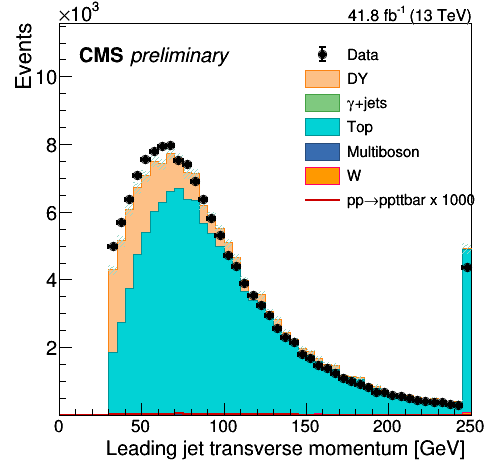 ×10³
41.8 fb⁻¹ (13 TeV)
Events
CMS preliminary
Data
DY
γ+jets
Top
Multiboson
W
pp→ppttbar x 1000
10
8
6
4
2
0 50 100 150 200 250
Leading jet transverse momentum [GeV]